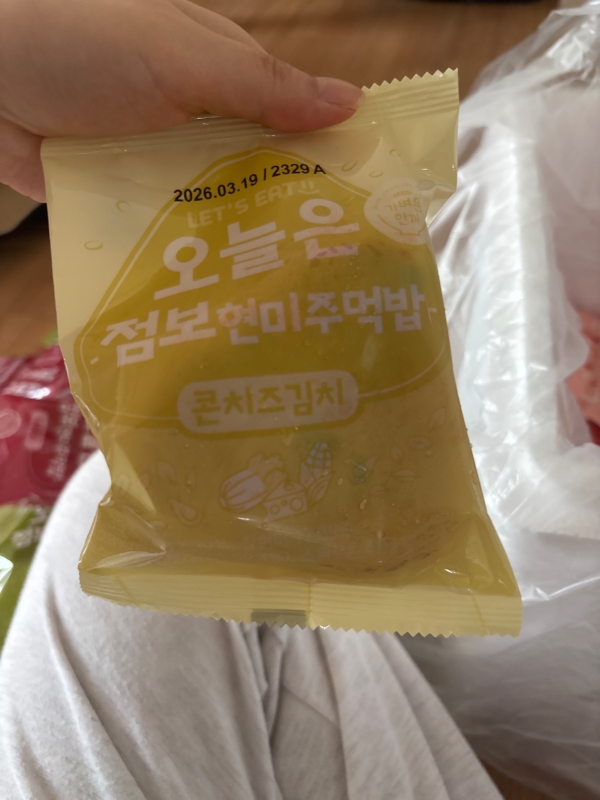 2026.03.19 / 2329 A
LET'S EAT!!
오늘은
점보현미주먹밥
콘치즈김치